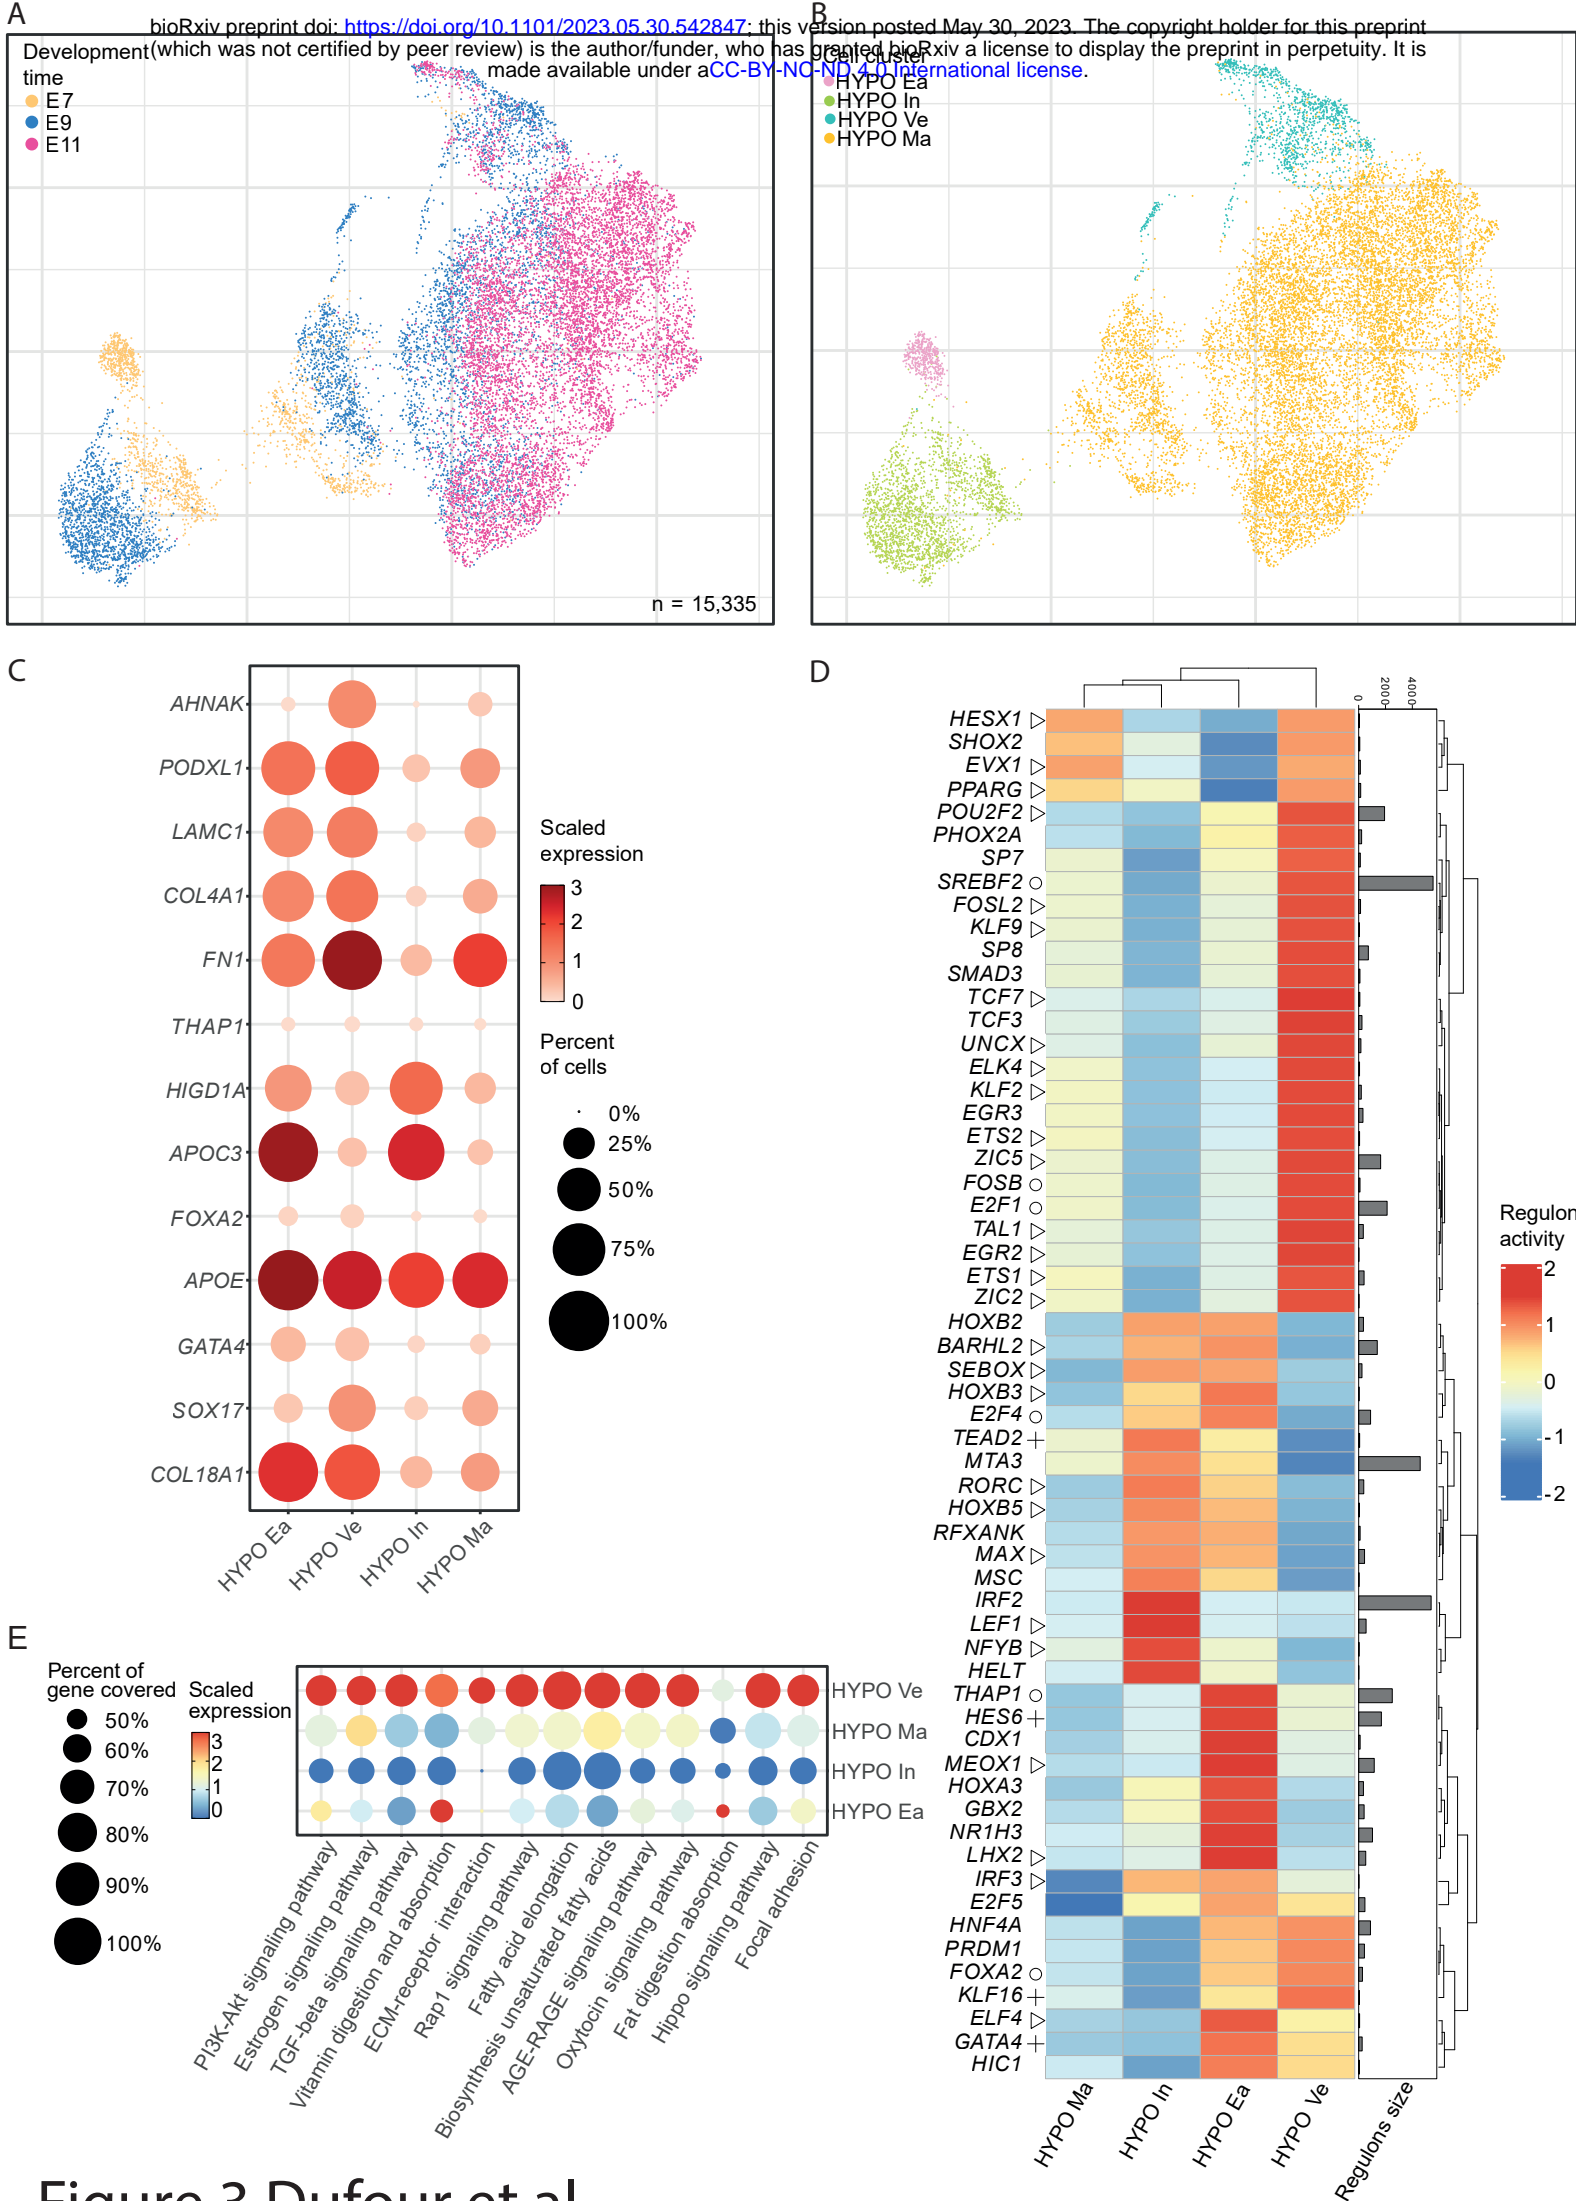 A
B
bioRxiv preprint doi: https://doi.org/10.1101/2023.05.30.542847; this version posted May 30, 2023. The copyright holder for this preprint
(which was not certified by peer review) is the author/funder, who has granted bioRxiv a license to display the preprint in perpetuity. It is
made available under aCC-BY-NC-ND 4.0 International license.
Development
time
E7
E9
E11
n = 15,335
Cell cluster
HYPO Ea
HYPO In
HYPO Ve
HYPO Ma
C
AHNAK
PODXL1
LAMC1
COL4A1
FN1
THAP1
HIGD1A
APOC3
FOXA2
APOE
GATA4
SOX17
COL18A1
HYPO Ea
HYPO Ve
HYPO In
HYPO Ma
Scaled
expression
3
2
1
0
Percent
of cells
0%
25%
50%
75%
100%
D
0
2000
4000
HESX1
SHOX2
EVX1
PPARG
POU2F2
PHOX2A
SP7
SREBF2
FOSL2
KLF9
SP8
SMAD3
TCF7
TCF3
UNCX
ELK4
KLF2
EGR3
ETS2
ZIC5
FOSB
E2F1
TAL1
EGR2
ETS1
ZIC2
HOXB2
BARHL2
SEBOX
HOXB3
E2F4
TEAD2
MTA3
RORC
HOXB5
RFXANK
MAX
MSC
IRF2
LEF1
NFYB
HELT
THAP1
HES6
CDX1
MEOX1
HOXA3
GBX2
NR1H3
LHX2
IRF3
E2F5
HNF4A
PRDM1
FOXA2
KLF16
ELF4
GATA4
HIC1
HYPO Ma
HYPO In
HYPO Ea
HYPO Ve
Regulons size
Regulon
activity
2
1
0
-1
-2
E
Percent of
gene covered
50%
60%
70%
80%
90%
100%
Scaled
expression
3
2
1
0
HYPO Ve
HYPO Ma
HYPO In
HYPO Ea
PI3K-Akt signaling pathway
Estrogen signaling pathway
TGF-beta signaling pathway
Vitamin digestion and absorption
ECM-receptor interaction
Rap1 signaling pathway
Fatty acid elongation
Biosynthesis unsaturated fatty acids
AGE-RAGE signaling pathway
Oxytocin signaling pathway
Fat digestion absorption
Hippo signaling pathway
Focal adhesion
Figure 3 Dufour et al